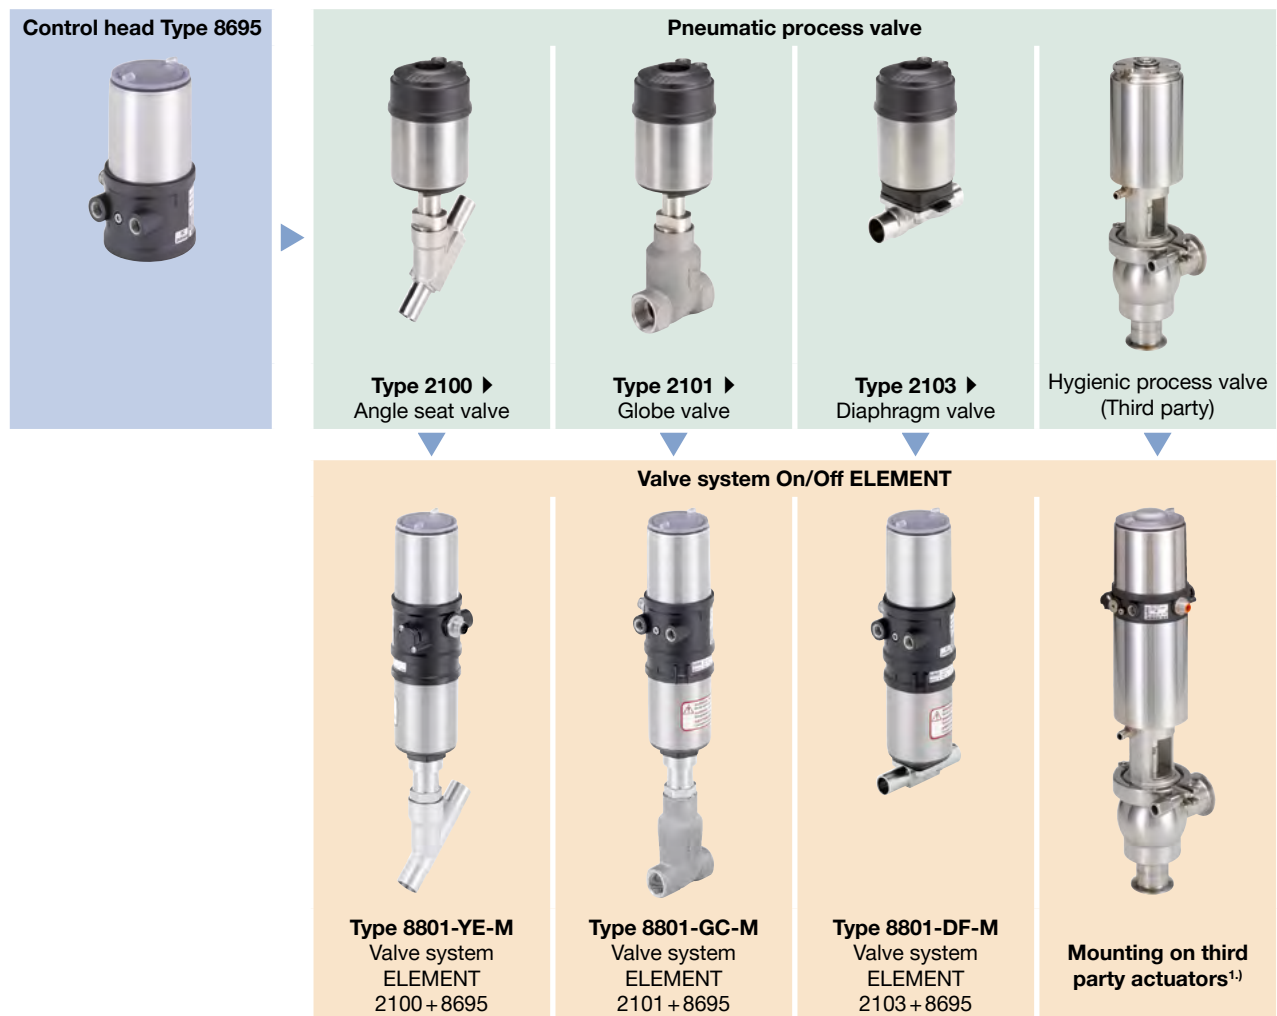 Control head Type 8695
Pneumatic process valve
Type 2100
Angle seat valve
Type 2101
Globe valve
Type 2103
Diaphragm valve
Hygienic process valve
(Third party)
Valve system On/Off ELEMENT
Type 8801-YE-M
Valve system
ELEMENT
2100+8695
Type 8801-GC-M
Valve system
ELEMENT
2101+8695
Type 8801-DF-M
Valve system
ELEMENT
2103+8695
Mounting on third
party actuators¹·⁾